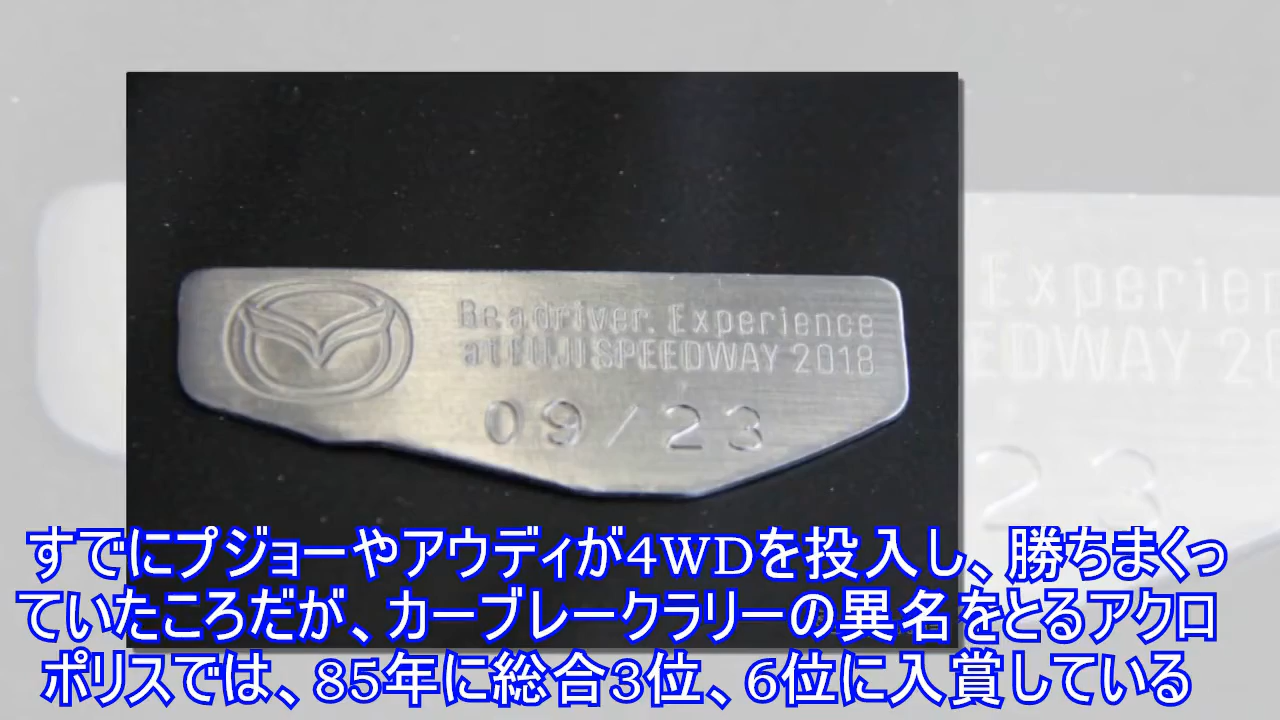 Be a driver. Experience
at FUJI SPEEDWAY 2018
09/23
Experien
EDWAY 20
23
すでにプジョーやアウディが4WDを投入し、勝ちまくっ
ていたころだが、カーブレークラリーの異名をとるアクロ
ポリスでは、85年に総合3位、6位に入賞している